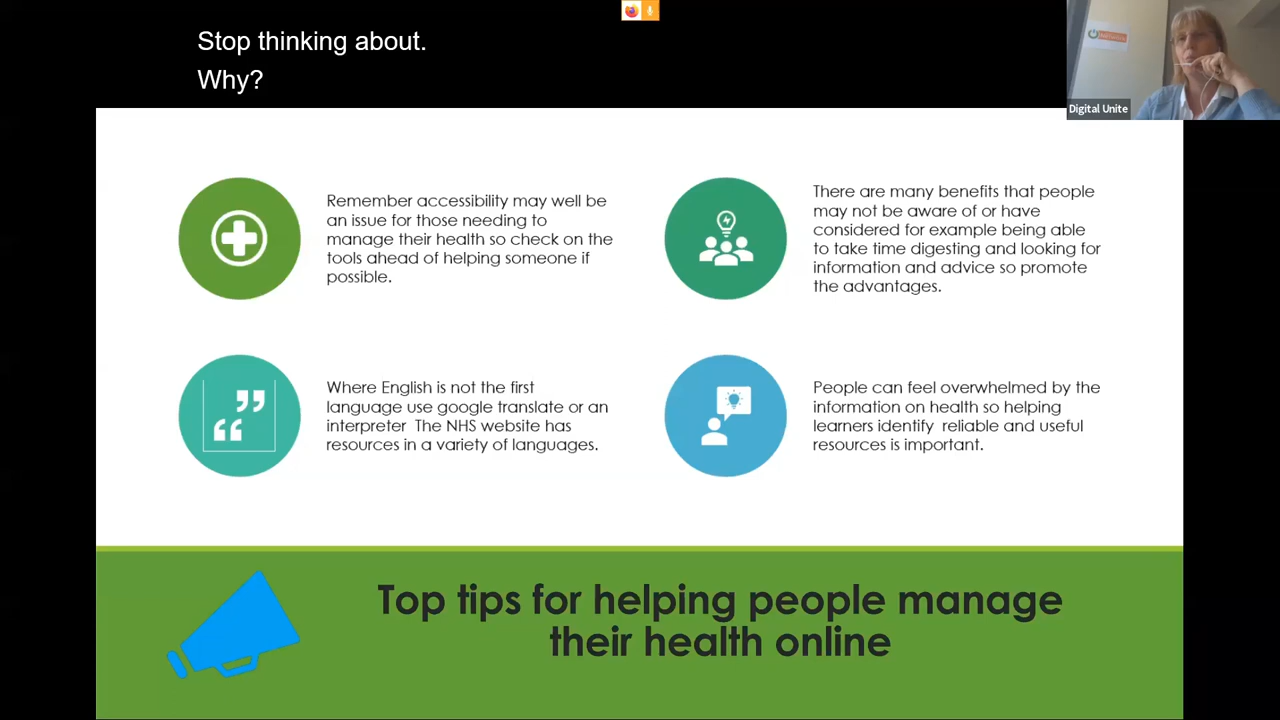 Stop thinking about.
Why?
Digital Unite
Remember accessibility may well be
an issue for those needing to
manage their health so check on the
tools ahead of helping someone if
possible.
There are many benefits that people
may not be aware of or have
considered for example being able
to take time digesting and looking for
information and advice so promote
the advantages.
Where English is not the first
language use google translate or an
interpreter  The NHS website has
resources in a variety of languages.
People can feel overwhelmed by the
information on health so helping
learners identify  reliable and useful
resources is important.
Top tips for helping people manage
their health online